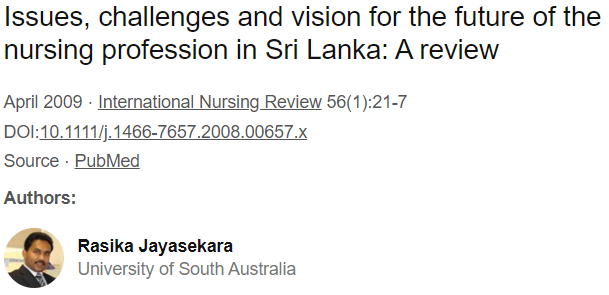 Issues, challenges and vision for the future of the
nursing profession in Sri Lanka: A review
April 2009 · International Nursing Review 56(1):21-7
DOI:10.1111/j.1466-7657.2008.00657.x
Source · PubMed
Authors:
Rasika Jayasekara
University of South Australia